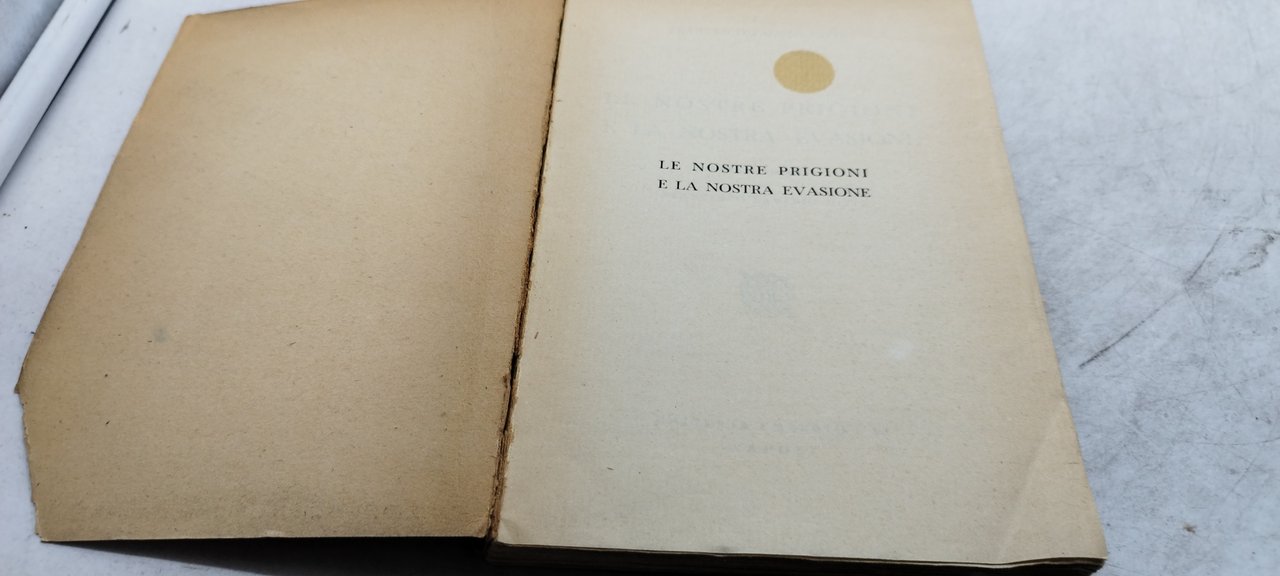 LE NOSTRE PRIGIONI
E LA NOSTRA EVASIONE